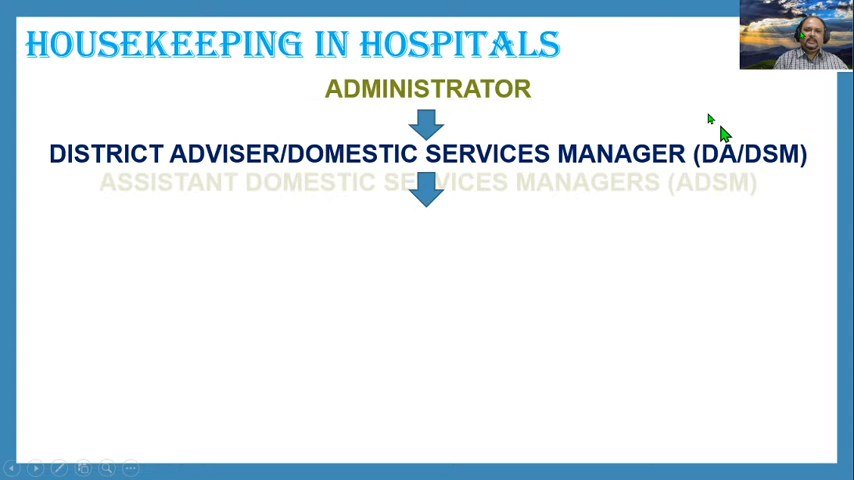 HOUSEKEEPING IN HOSPITALS
ADMINISTRATOR
DISTRICT ADVISER/DOMESTIC SERVICES MANAGER (DA/DSM)
ASSISTANT DOMESTIC SERVICES MANAGERS (ADSM)